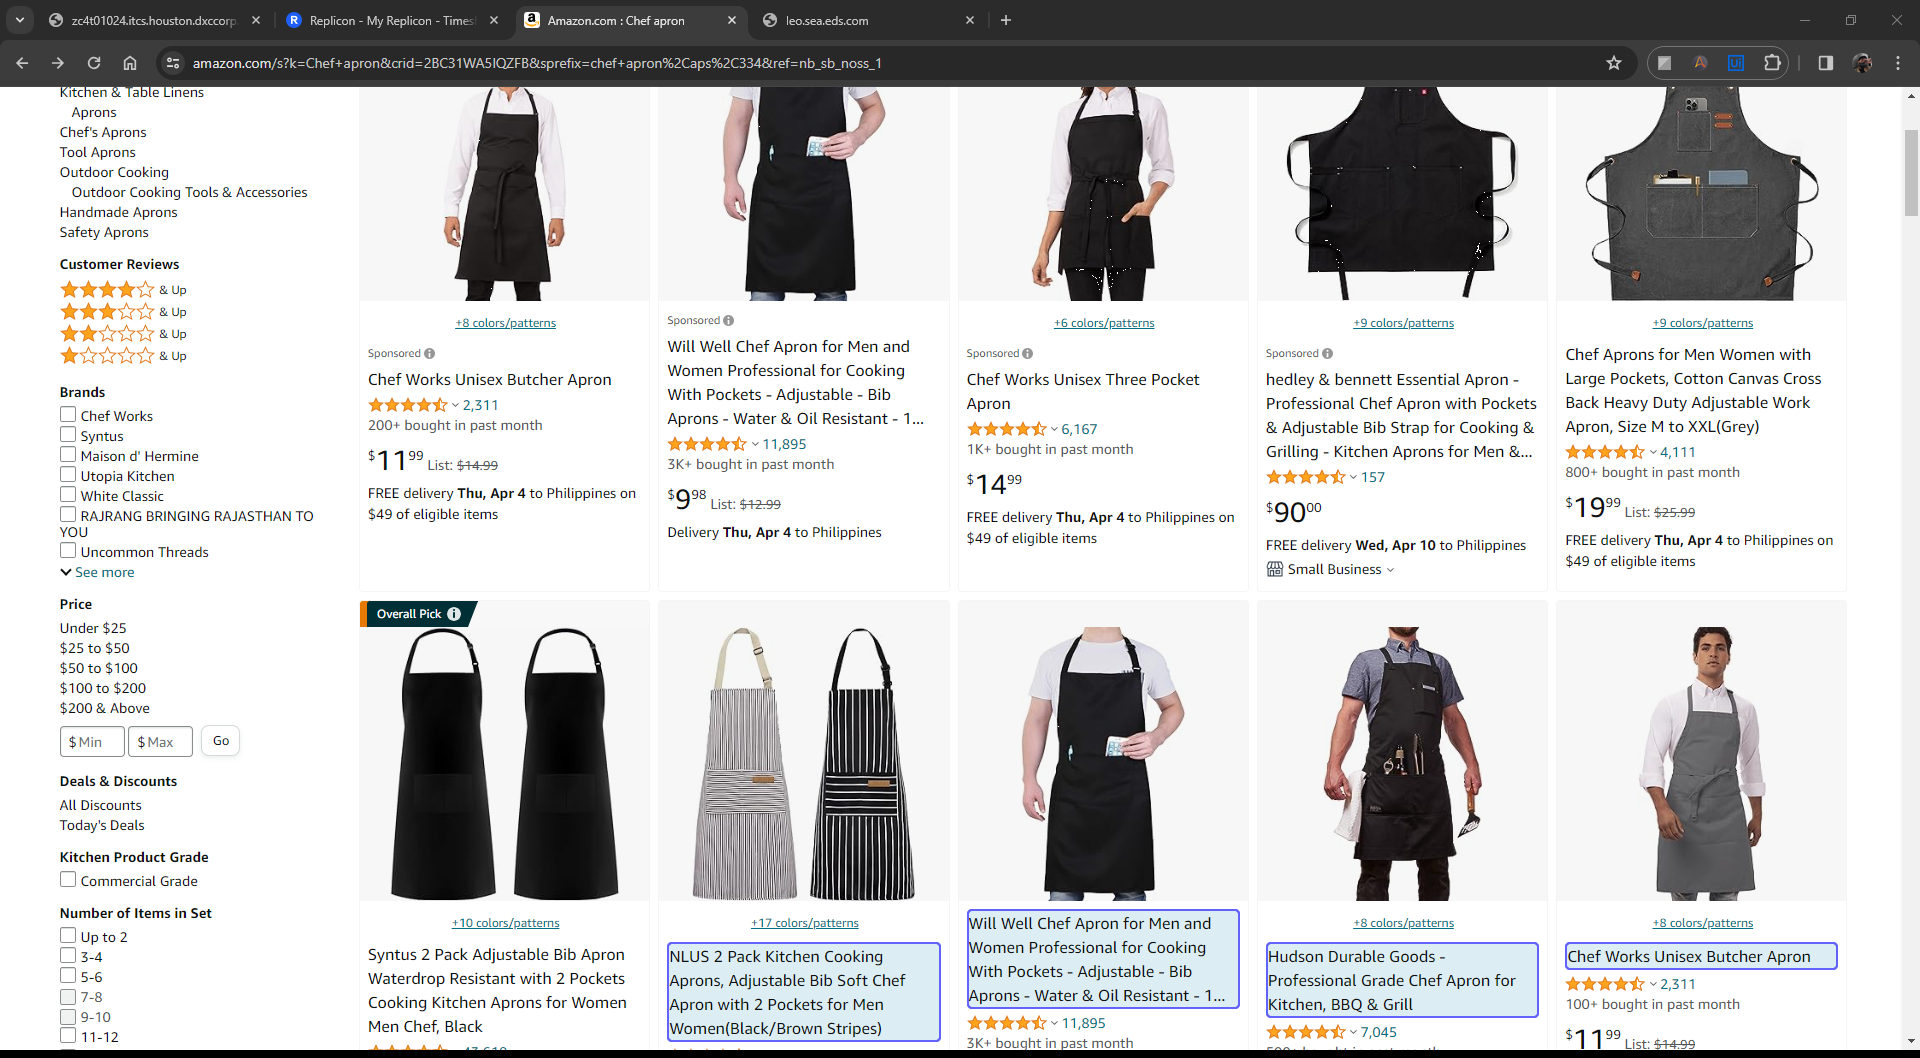 zc4t01024.itcs.houston.dxccorp
Replicon - My Replicon - Times
Amazon.com : Chef apron
leo.sea.eds.com
amazon.com/s?k=Chef+apron&crid=2BC31WA5IQZFB&sprefix=chef+apron%2Caps%2C334&ref=nb_sb_noss_1
Kitchen & Table Linens
Aprons
Chef's Aprons
Tool Aprons
Outdoor Cooking
Outdoor Cooking Tools & Accessories
Handmade Aprons
Safety Aprons
Customer Reviews
& Up
& Up
& Up
& Up
Brands
Chef Works
Syntus
Maison d' Hermine
Utopia Kitchen
White Classic
RAJRANG BRINGING RAJASTHAN TO
YOU
Uncommon Threads
See more
Price
Under $25
$25 to $50
$50 to $100
$100 to $200
$200 & Above
$ Min
$ Max
Go
Deals & Discounts
All Discounts
Today's Deals
Kitchen Product Grade
Commercial Grade
Number of Items in Set
Up to 2
3-4
5-6
7-8
9-10
11-12
+8 colors/patterns
Sponsored
Chef Works Unisex Butcher Apron
2,311
200+ bought in past month
$11.99 List: $14.99
FREE delivery Thu, Apr 4 to Philippines on
$49 of eligible items
Sponsored
Will Well Chef Apron for Men and
Women Professional for Cooking
With Pockets - Adjustable - Bib
Aprons - Water & Oil Resistant - 1...
11,895
3K+ bought in past month
$9.98 List: $12.99
Delivery Thu, Apr 4 to Philippines
+6 colors/patterns
Sponsored
Chef Works Unisex Three Pocket
Apron
6,167
1K+ bought in past month
$14.99
FREE delivery Thu, Apr 4 to Philippines on
$49 of eligible items
+9 colors/patterns
Sponsored
hedley & bennett Essential Apron -
Professional Chef Apron with Pockets
& Adjustable Bib Strap for Cooking &
Grilling - Kitchen Aprons for Men &...
157
$90.00
FREE delivery Wed, Apr 10 to Philippines
Small Business
+9 colors/patterns
Chef Aprons for Men Women with
Large Pockets, Cotton Canvas Cross
Back Heavy Duty Adjustable Work
Apron, Size M to XXL(Grey)
4,111
800+ bought in past month
$19.99 List: $25.99
FREE delivery Thu, Apr 4 to Philippines on
$49 of eligible items
Overall Pick
+10 colors/patterns
Syntus 2 Pack Adjustable Bib Apron
Waterdrop Resistant with 2 Pockets
Cooking Kitchen Aprons for Women
Men Chef, Black
+17 colors/patterns
NLUS 2 Pack Kitchen Cooking
Aprons, Adjustable Bib Soft Chef
Apron with 2 Pockets for Men
Women(Black/Brown Stripes)
Will Well Chef Apron for Men and
Women Professional for Cooking
With Pockets - Adjustable - Bib
Aprons - Water & Oil Resistant - 1...
11,895
3K+ bought in past month
+8 colors/patterns
Hudson Durable Goods -
Professional Grade Chef Apron for
Kitchen, BBQ & Grill
7,045
+8 colors/patterns
Chef Works Unisex Butcher Apron
2,311
100+ bought in past month
$11.99 List: $14.99